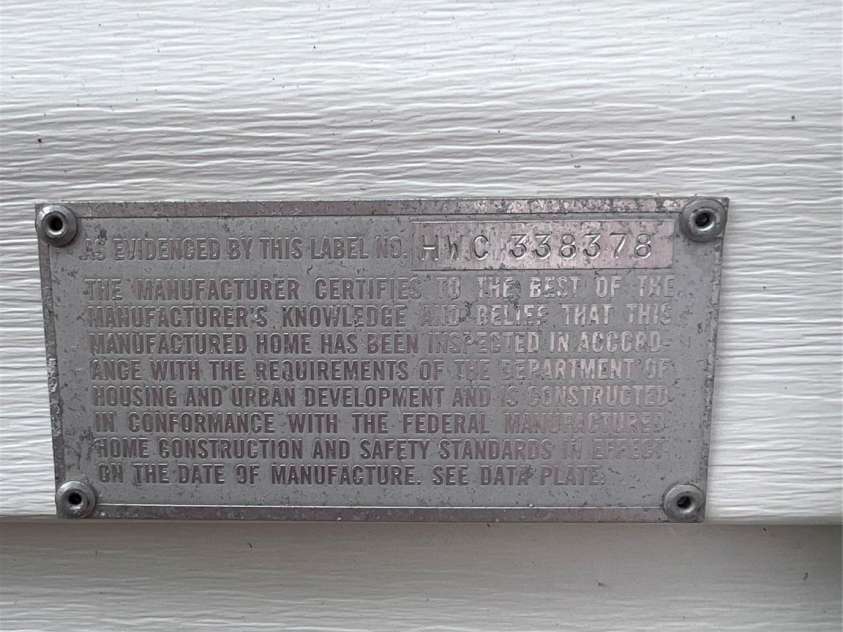 AS EVIDENCED BY THIS LABEL NO. HWC 338378
THE MANUFACTURER CERTIFIES TO THE BEST OF THE
MANUFACTURER'S KNOWLEDGE AND BELIEF THAT THIS
MANUFACTURED HOME HAS BEEN INSPECTED IN ACCORD-
ANCE WITH THE REQUIREMENTS OF THE DEPARTMENT OF
HOUSING AND URBAN DEVELOPMENT AND IS CONSTRUCTED
IN CONFORMANCE WITH THE FEDERAL MANUFACTURED
HOME CONSTRUCTION AND SAFETY STANDARDS IN EFFECT
ON THE DATE OF MANUFACTURE. SEE DATA PLATE.